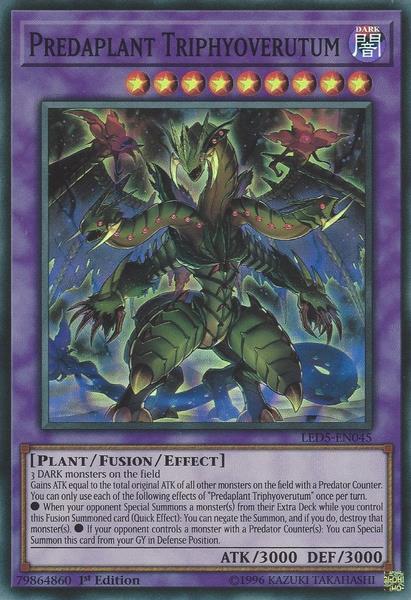 PREDAPLANT TRIPHYOVERUTUM
DARK
闇
LED5-EN045
[PLANT/FUSION/EFFECT]
3 DARK monsters on the field
Gains ATK equal to the total original ATK of all other monsters on the field with a Predator Counter.
You can only use each of the following effects of "Predaplant Triphyoverutum" once per turn.
● When your opponent Special Summons a monster(s) from their Extra Deck while you control
this Fusion Summoned card (Quick Effect): You can negate the Summon, and if you do, destroy that
monster(s). ● If your opponent controls a monster with a Predator Counter(s): You can Special
Summon this card from your GY in Defense Position.
ATK/3000 DEF/3000
79864860 1st Edition ©1996 KAZUKI TAKAHASHI